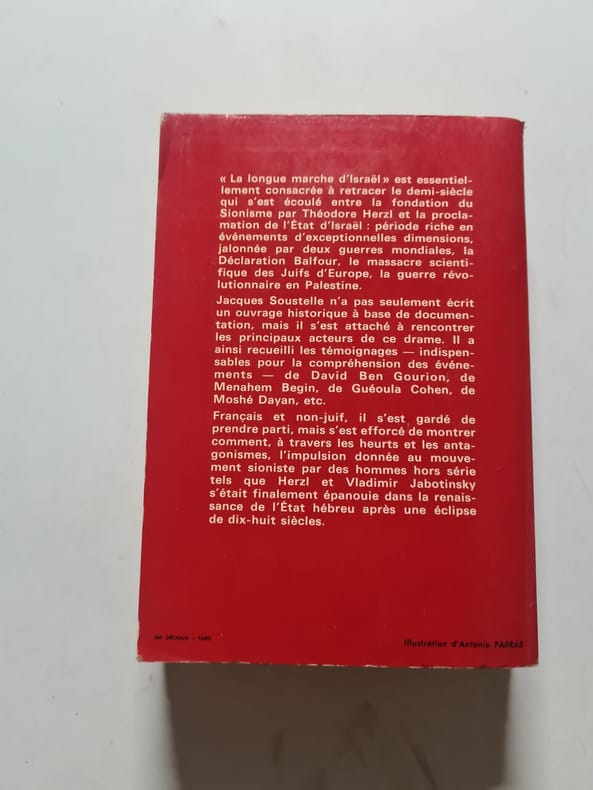 « La longue marche d'Israël » est essentiel-
lement consacrée à retracer le demi-siècle
qui s'est écoulé entre la fondation du
Sionisme par Théodore Herzl et la procla-
mation de l'État d'Israël : période riche en
événements d'exceptionnelles dimensions,
jalonnée par deux guerres mondiales, la
Déclaration Balfour, le massacre scienti-
fique des Juifs d'Europe, la guerre révo-
lutionnaire en Palestine.
Jacques Soustelle n'a pas seulement écrit
un ouvrage historique à base de documen-
tation, mais il s'est attaché à rencontrer
les principaux acteurs de ce drame. Il a
ainsi recueilli les témoignages — indispen-
sables pour la compréhension des événe-
ments — de David Ben Gourion, de
Menahem Begin, de Guéoula Cohen, de
Moshé Dayan, etc.
Français et non-juif, il s'est gardé de
prendre parti, mais s'est efforcé de montrer
comment, à travers les heurts et les anta-
gonismes, l'impulsion donnée au mouve-
ment sioniste par des hommes hors série
tels que Herzl et Vladimir Jabotinsky
s'était finalement épanouie dans la renais-
sance de l'État hébreu après une éclipse
de dix-huit siècles.
- PARIS
Illustration d'Antonio PARRAS